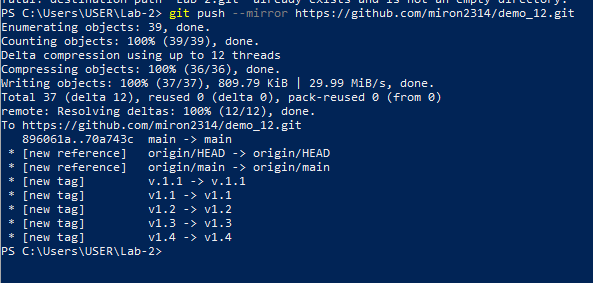 fatal: destination path 'Lab-2.git' already exists and is not an empty directory.
PS C:\Users\USER\Lab-2> git push --mirror https://github.com/miron2314/demo_12.git
Enumerating objects: 39, done.
Counting objects: 100% (39/39), done.
Delta compression using up to 12 threads
Compressing objects: 100% (36/36), done.
Writing objects: 100% (37/37), 809.79 KiB | 29.99 MiB/s, done.
Total 37 (delta 12), reused 0 (delta 0), pack-reused 0 (from 0)
remote: Resolving deltas: 100% (12/12), done.
To https://github.com/miron2314/demo_12.git
   896061a..70a743c  main -> main
 * [new reference]   origin/HEAD -> origin/HEAD
 * [new reference]   origin/main -> origin/main
 * [new tag]         v.1.1 -> v.1.1
 * [new tag]         v1.1 -> v1.1
 * [new tag]         v1.2 -> v1.2
 * [new tag]         v1.3 -> v1.3
 * [new tag]         v1.4 -> v1.4
PS C:\Users\USER\Lab-2>